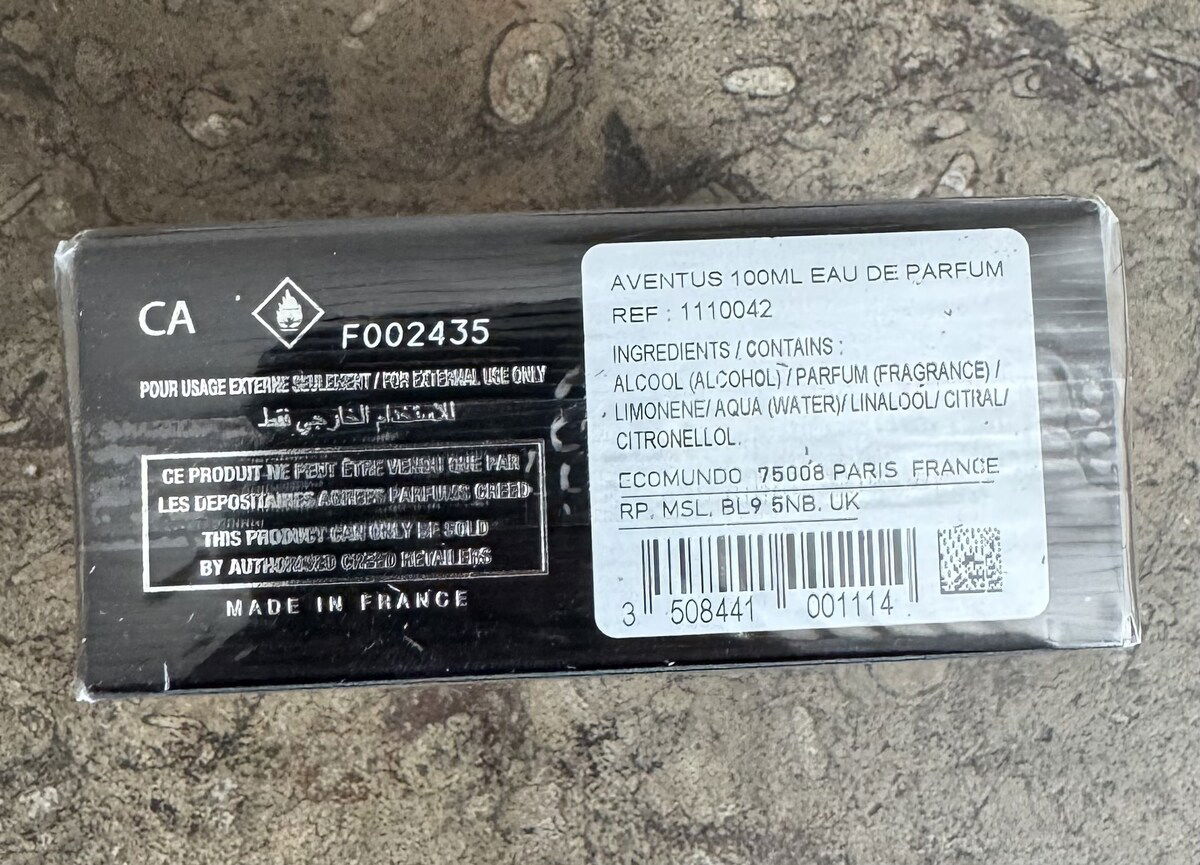 CA
F002435
POUR USAGE EXTERNE SEULEMENT / FOR EXTERNAL USE ONLY
للاستخدام الخارجي فقط
CE PRODUIT NE PEUT ÊTRE VENDU QUE PAR
LES DEPOSITAIRES AGREES PARFUMS CREED
THIS PRODUCT CAN ONLY BE SOLD
BY AUTHORISED CREED RETAILERS
MADE IN FRANCE
AVENTUS 100ML EAU DE PARFUM
REF : 1110042
INGREDIENTS / CONTAINS :
ALCOOL (ALCOHOL) / PARFUM (FRAGRANCE) /
LIMONENE/ AQUA (WATER)/ LINALOOL/ CITRAL/
CITRONELLOL.
ECOMUNDO 75008 PARIS FRANCE
RP, MSL, BL9 5NB. UK
3 508441 001114